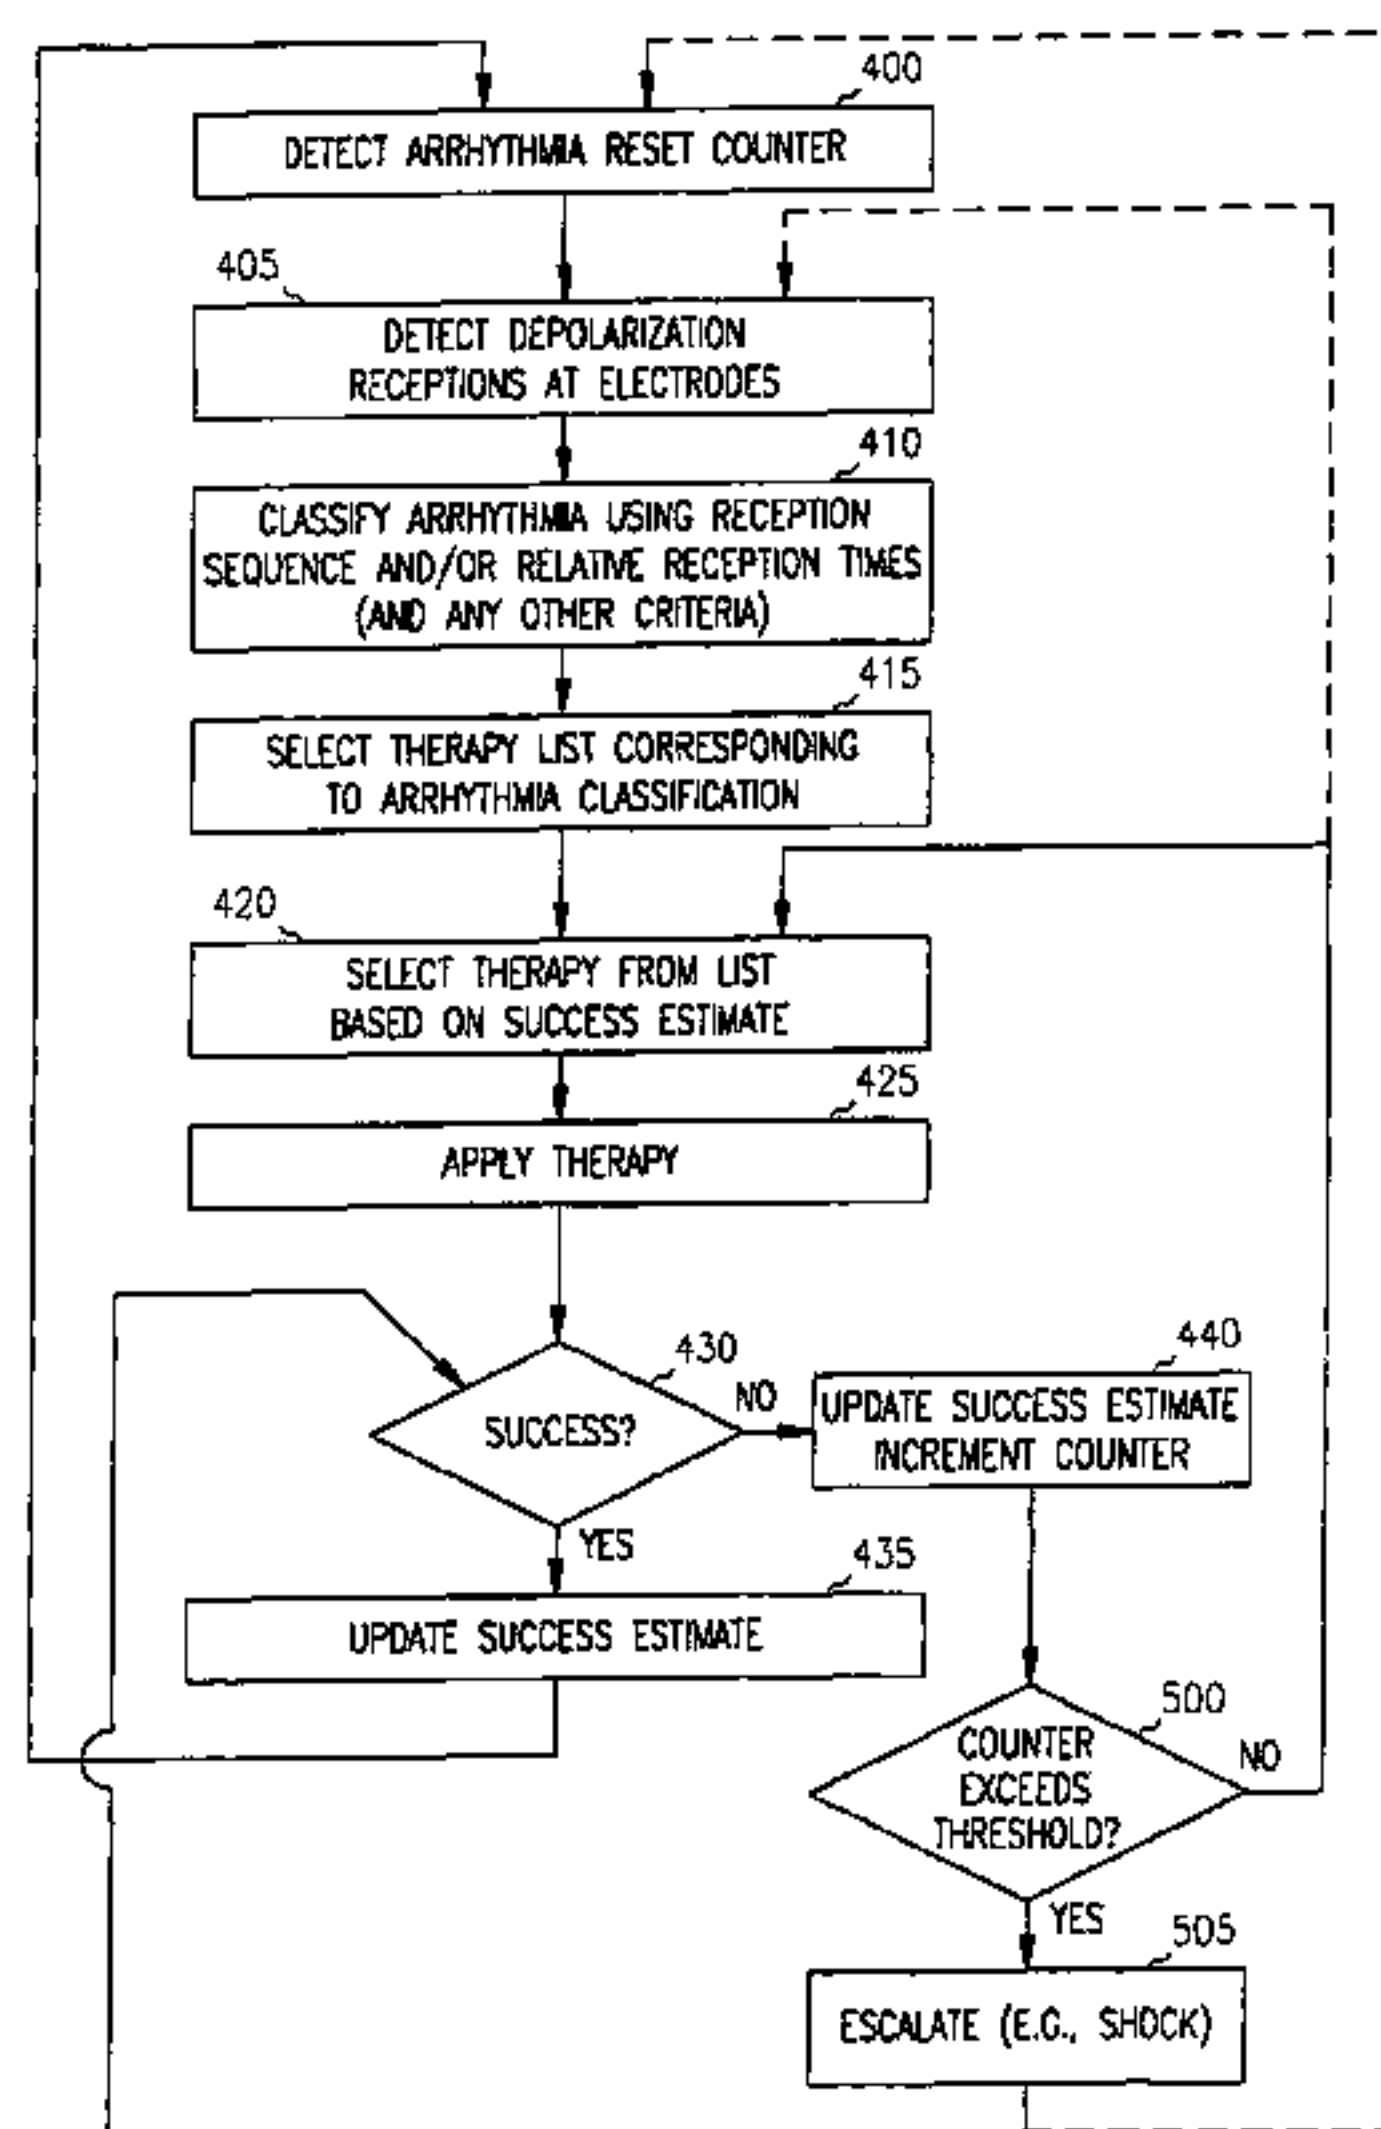 400
DETECT ARRHYTHMIA RESET COUNTER
405
DETECT DEPOLARIZATION
RECEPTIONS AT ELECTRODES
410
CLASSIFY ARRHYTHMIA USING RECEPTION
SEQUENCE AND/OR RELATIVE RECEPTION TIMES
(AND ANY OTHER CRITERIA)
415
SELECT THERAPY LIST CORRESPONDING
TO ARRHYTHMIA CLASSIFICATION
420
SELECT THERAPY FROM LIST
BASED ON SUCCESS ESTIMATE
425
APPLY THERAPY
430
SUCCESS?
NO
440
UPDATE SUCCESS ESTIMATE
INCREMENT COUNTER
YES
435
UPDATE SUCCESS ESTIMATE
500
COUNTER
EXCEEDS
THRESHOLD?
NO
YES
505
ESCALATE (E.G., SHOCK)